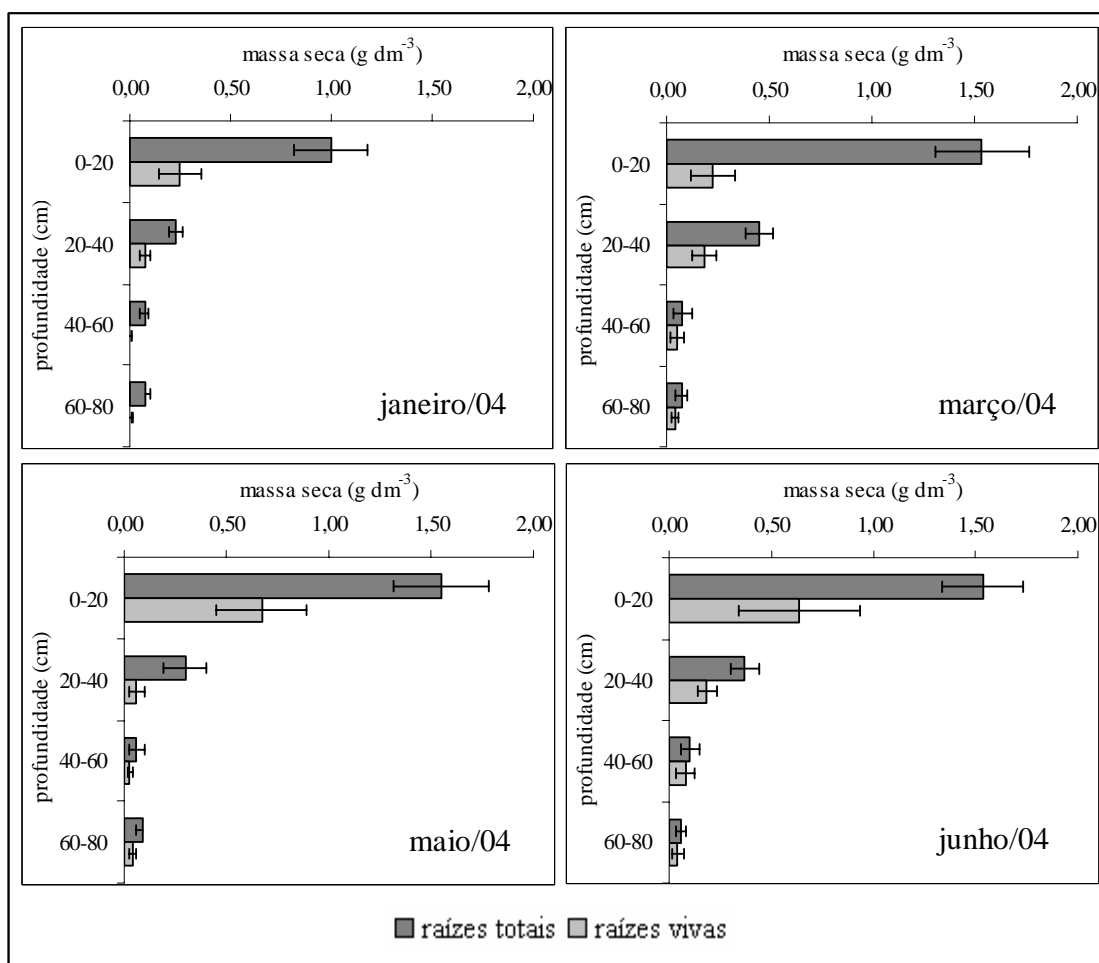 massa seca (g dm-3)
0,00 0,50 1,00 1,50 2,00
profundidade (cm)
0-20
20-40
40-60
60-80
janeiro/04
massa seca (g dm-3)
0,00 0,50 1,00 1,50 2,00
profundidade (cm)
0-20
20-40
40-60
60-80
março/04
massa seca (g dm-3)
0,00 0,50 1,00 1,50 2,00
profundidade (cm)
0-20
20-40
40-60
60-80
maio/04
massa seca (g dm-3)
0,00 0,50 1,00 1,50 2,00
profundidade (cm)
0-20
20-40
40-60
60-80
junho/04
raízes totais raízes vivas